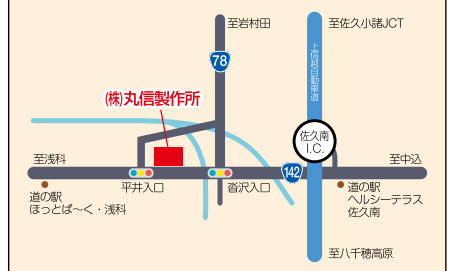 至岩村田
至佐久小諸JCT
78
上信越自動車道
(株)丸信製作所
佐久南
I.C.
至浅科
至中込
142
平井入口
沓沢入口
道の駅
ほっとぱ〜く・浅科
道の駅
ヘルシーテラス
佐久南
至八千穂高原